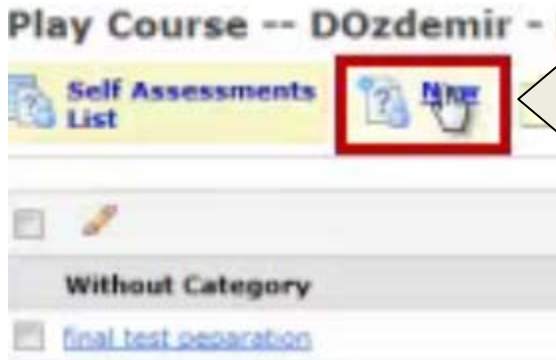 Play Course -- DOzdemir -
Self Assessments
List
New
Without Category
final test peparation